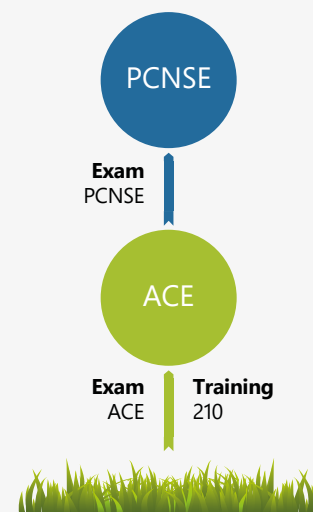 PCNSE
Exam
PCNSE
ACE
Exam
ACE
Training
210